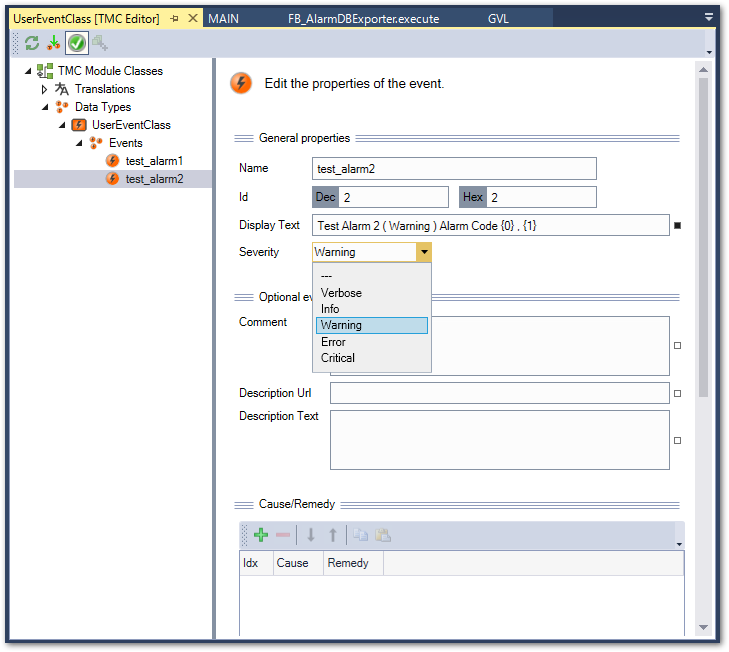 UserEventClass [TMC Editor]
MAIN
FB_AlarmDBExporter.execute
GVL
TMC Module Classes
Translations
Data Types
UserEventClass
Events
test_alarm1
test_alarm2
Edit the properties of the event.
General properties
Name
test_alarm2
Id
Dec
2
Hex
2
Display Text
Test Alarm 2 ( Warning ) Alarm Code {0} , {1}
Severity
Warning
---
Verbose
Info
Warning
Error
Critical
Optional ev
Comment
Description Url
Description Text
Cause/Remedy
Idx
Cause
Remedy